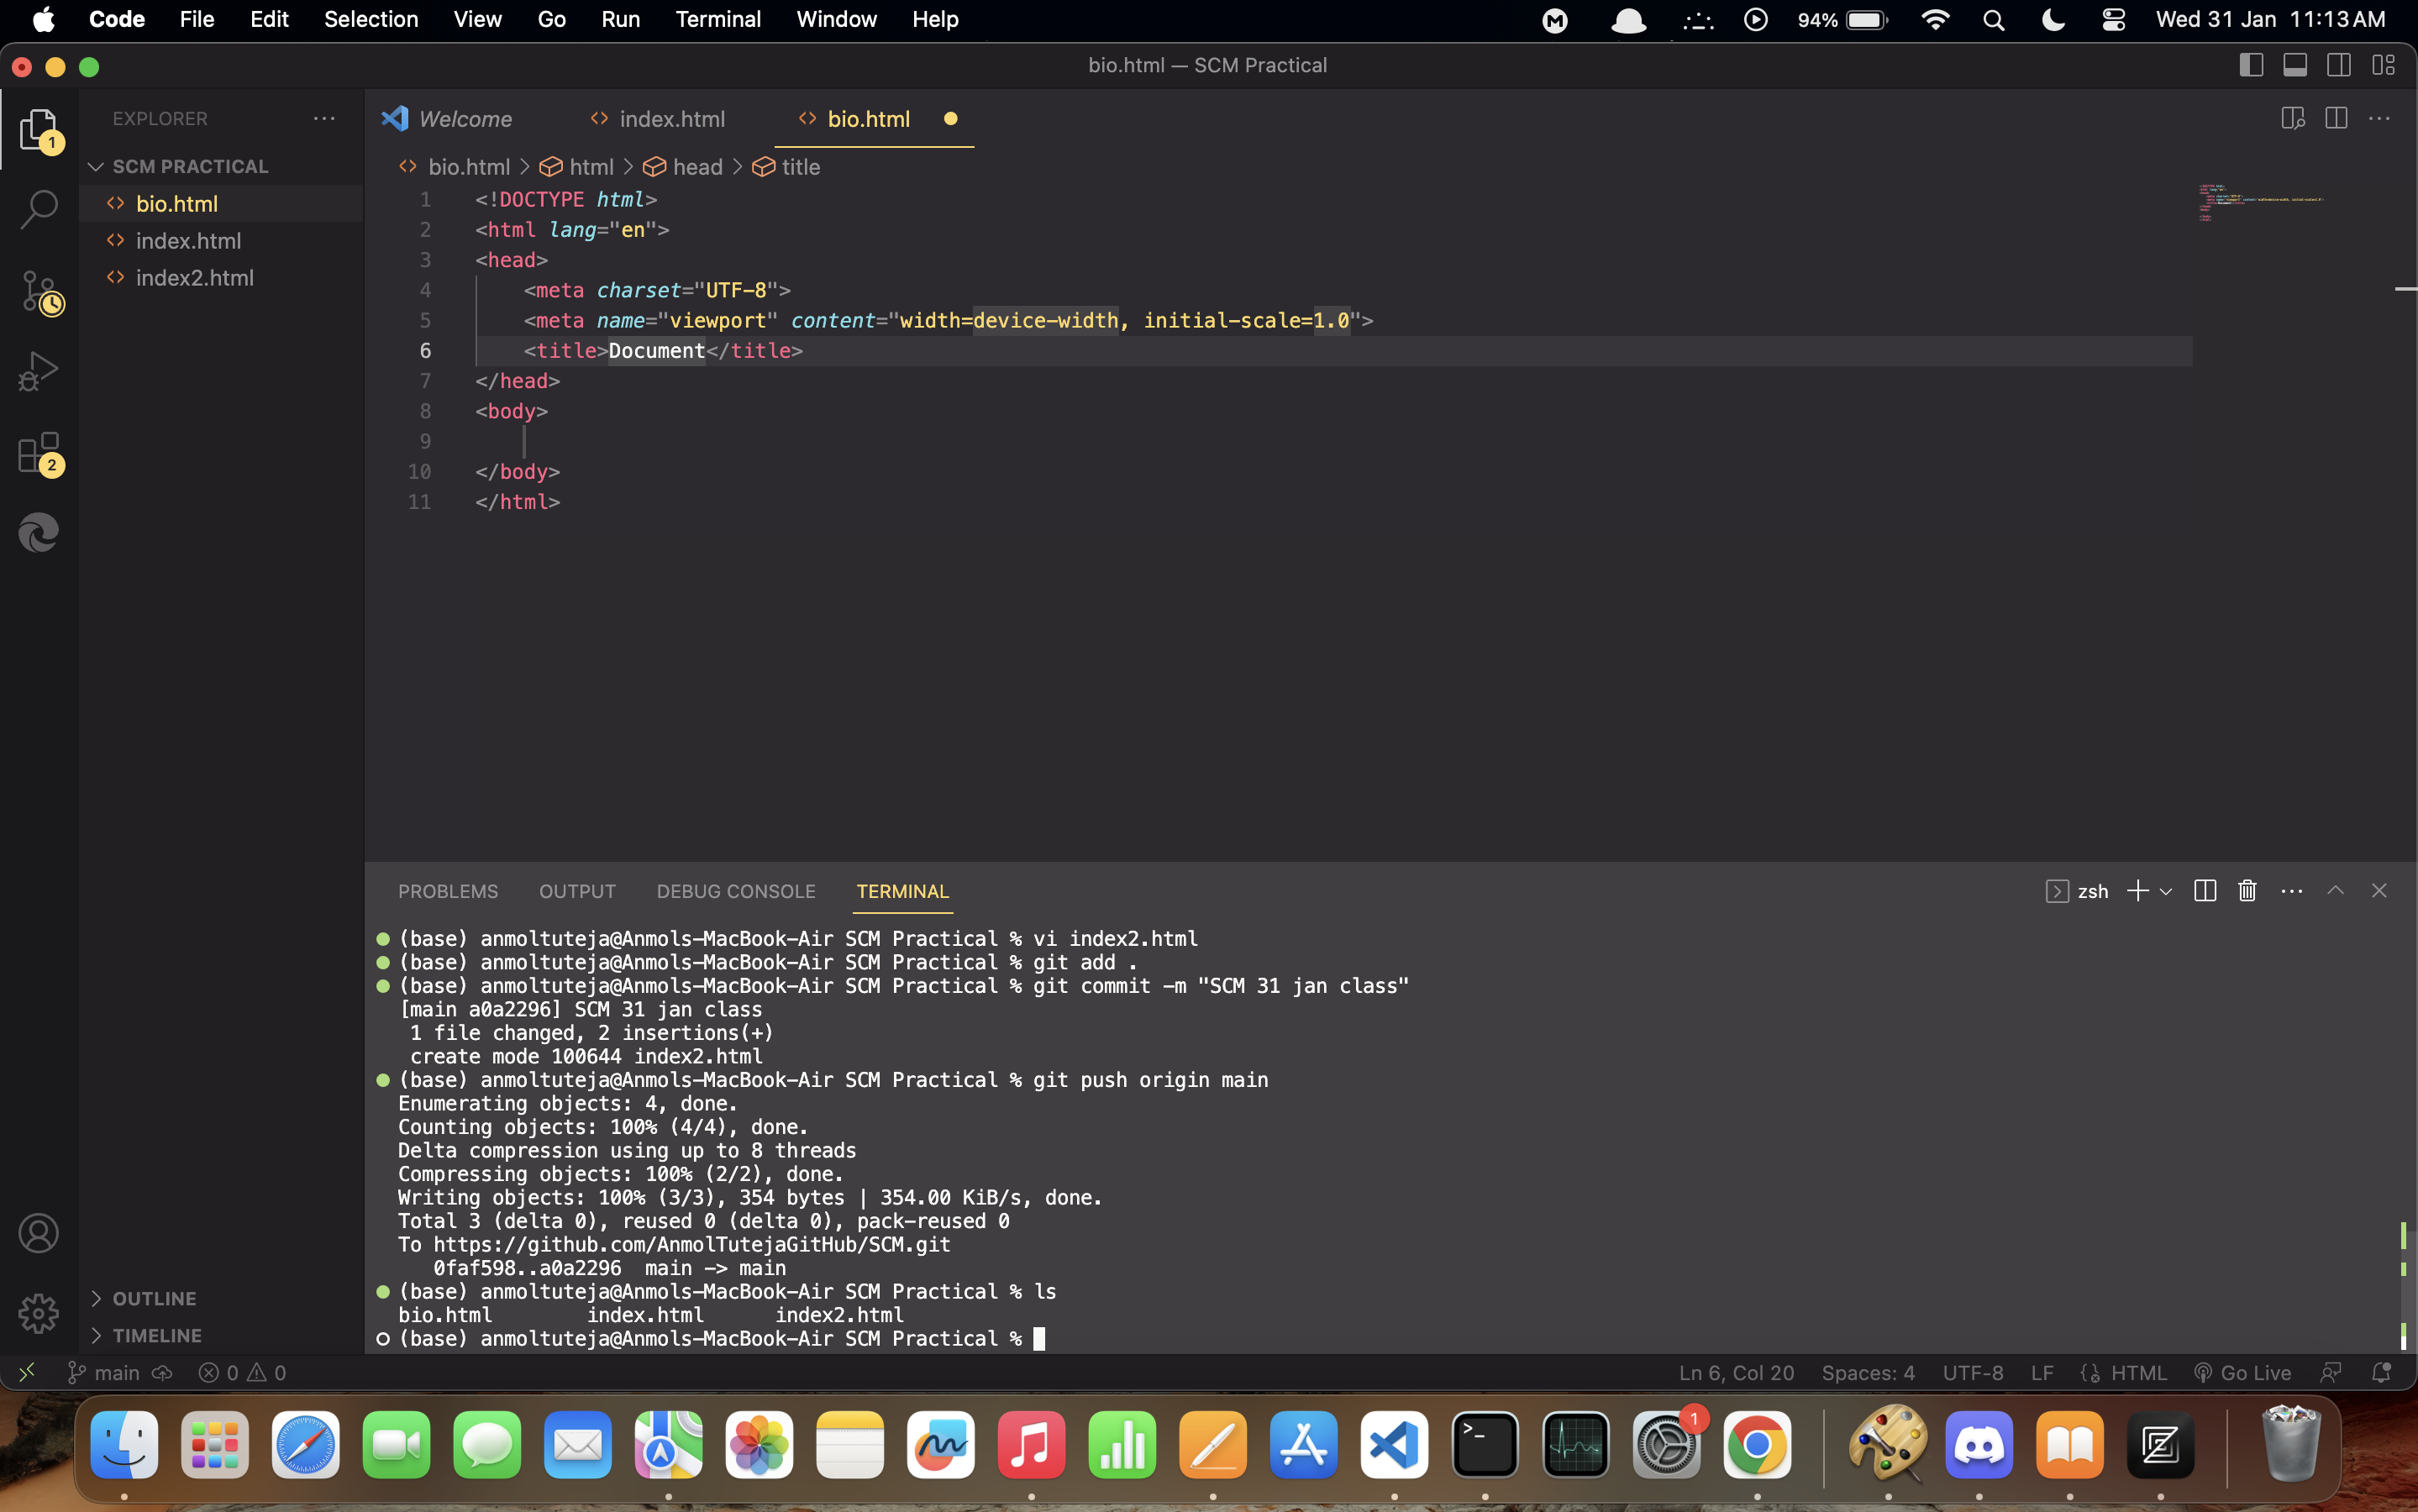 Code File Edit Selection View Go Run Terminal Window Help 94% Wed 31 Jan 11:13 AM
bio.html — SCM Practical
EXPLORER
Welcome index.html bio.html
1
SCM PRACTICAL
bio.html > html > head > title
bio.html
index.html
index2.html
2
1 <!DOCTYPE html>
2 <html lang="en">
3 <head>
4 <meta charset="UTF-8">
5 <meta name="viewport" content="width=device-width, initial-scale=1.0">
6 <title>Document</title>
7 </head>
8 <body>
9
10 </body>
11 </html>
PROBLEMS OUTPUT DEBUG CONSOLE TERMINAL zsh
(base) anmoltuteja@Anmols-MacBook-Air SCM Practical % vi index2.html
(base) anmoltuteja@Anmols-MacBook-Air SCM Practical % git add .
(base) anmoltuteja@Anmols-MacBook-Air SCM Practical % git commit -m "SCM 31 jan class"
[main a0a2296] SCM 31 jan class
1 file changed, 2 insertions(+)
create mode 100644 index2.html
(base) anmoltuteja@Anmols-MacBook-Air SCM Practical % git push origin main
Enumerating objects: 4, done.
Counting objects: 100% (4/4), done.
Delta compression using up to 8 threads
Compressing objects: 100% (2/2), done.
Writing objects: 100% (3/3), 354 bytes | 354.00 KiB/s, done.
Total 3 (delta 0), reused 0 (delta 0), pack-reused 0
To https://github.com/AnmolTutejaGitHub/SCM.git
0faf598..a0a2296 main -> main
(base) anmoltuteja@Anmols-MacBook-Air SCM Practical % ls
bio.html index.html index2.html
(base) anmoltuteja@Anmols-MacBook-Air SCM Practical %
OUTLINE
TIMELINE
main 0 0 Ln 6, Col 20 Spaces: 4 UTF-8 LF HTML Go Live
1